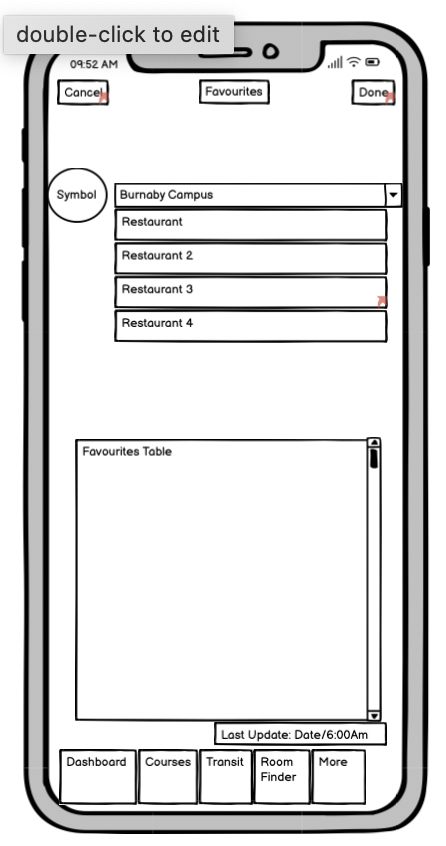 double-click to edit
09:52 AM
Cancel
Favourites
Done
Symbol
Burnaby Campus
Restaurant
Restaurant 2
Restaurant 3
Restaurant 4
Favourites Table
Last Update: Date/6:00Am
Dashboard
Courses
Transit
Room
Finder
More